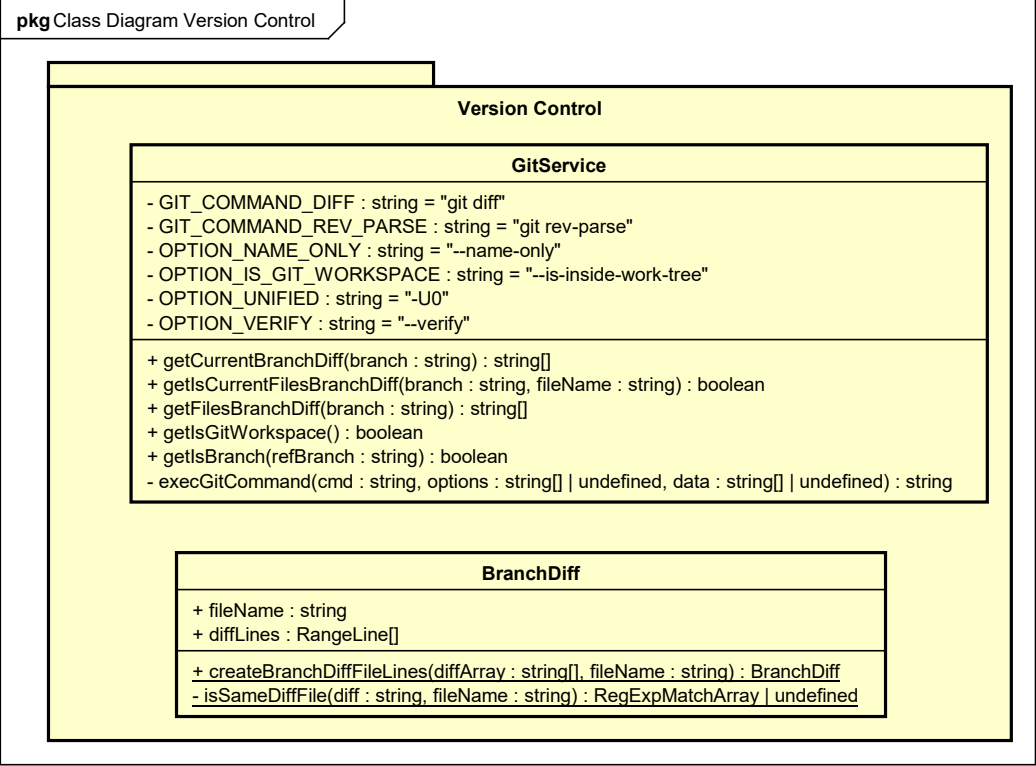 pkg Class Diagram Version Control
Version Control
GitService
- GIT_COMMAND_DIFF : string = "git diff"
- GIT_COMMAND_REV_PARSE : string = "git rev-parse"
- OPTION_NAME_ONLY : string = "--name-only"
- OPTION_IS_GIT_WORKSPACE : string = "--is-inside-work-tree"
- OPTION_UNIFIED : string = "-U0"
- OPTION_VERIFY : string = "--verify"
+ getCurrentBranchDiff(branch : string) : string[]
+ getIsCurrentFilesBranchDiff(branch : string, fileName : string) : boolean
+ getFilesBranchDiff(branch : string) : string[]
+ getIsGitWorkspace() : boolean
+ getIsBranch(refBranch : string) : boolean
- execGitCommand(cmd : string, options : string[] | undefined, data : string[] | undefined) : string
BranchDiff
+ fileName : string
+ diffLines : RangeLine[]
+ createBranchDiffFileLines(diffArray : string[], fileName : string) : BranchDiff
- isSameDiffFile(diff : string, fileName : string) : RegExpMatchArray | undefined